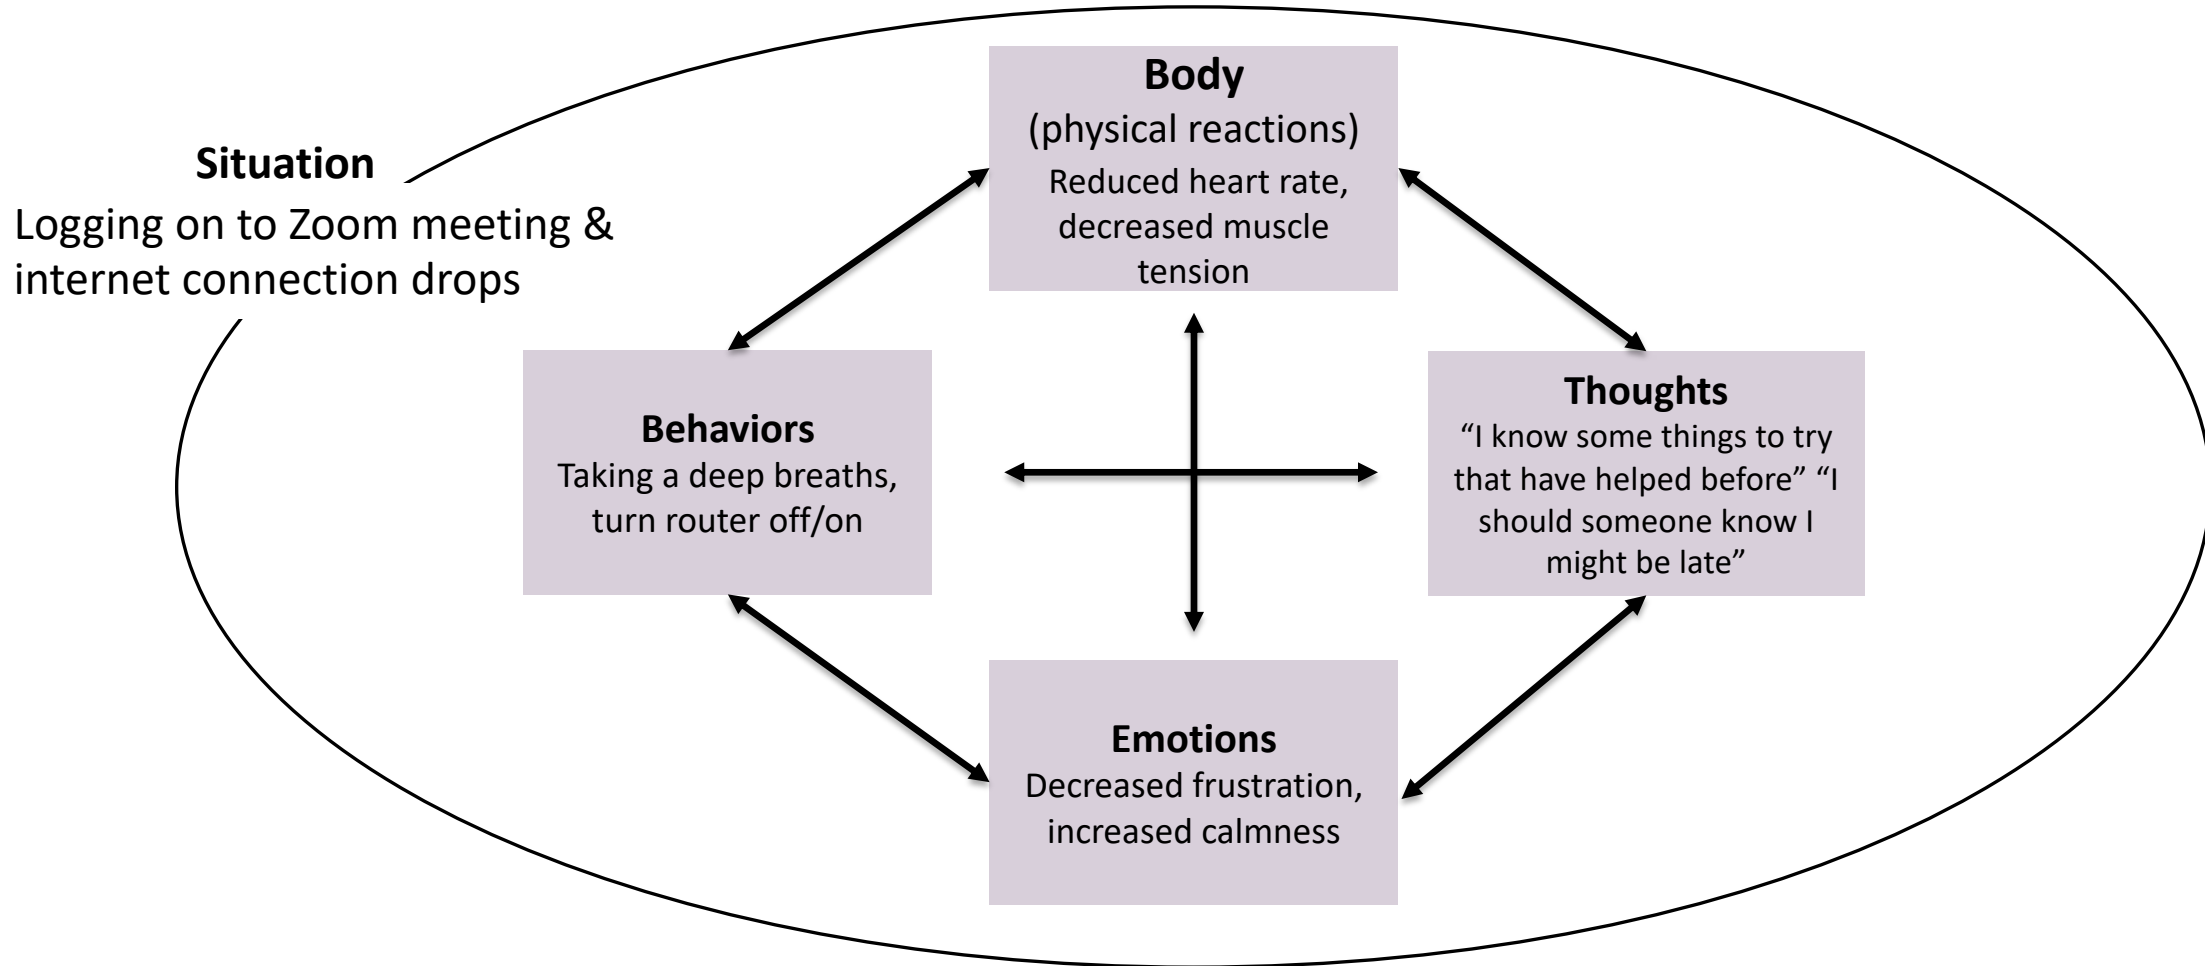 Situation
Logging on to Zoom meeting &
internet connection drops
Body
(physical reactions)
Reduced heart rate,
decreased muscle
tension
Behaviors
Taking a deep breaths,
turn router off/on
Thoughts
“I know some things to try
that have helped before” “I
should someone know I
might be late”
Emotions
Decreased frustration,
increased calmness